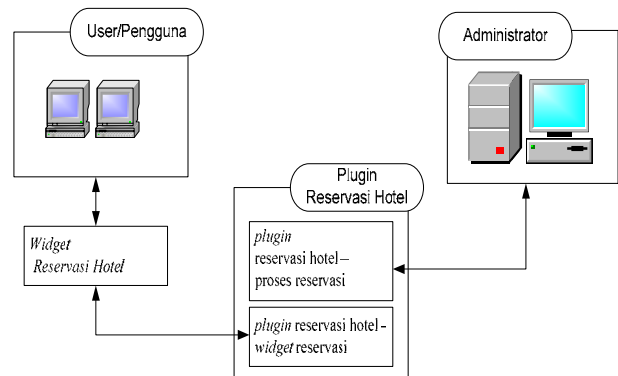 User/Pengguna
Administrator
Plugin
Reservasi Hotel
Widget
Reservasi Hotel
plugin
reservasi hotel–
proses reservasi
plugin reservasi hotel-
widget reservasi